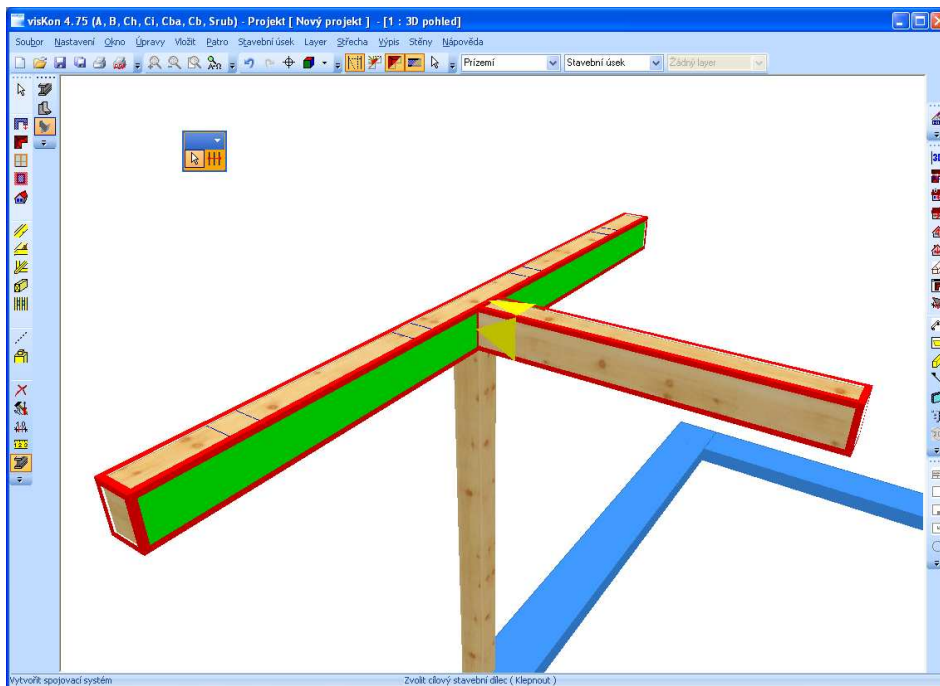 visKon 4.75 (A, B, Ch, Ci, Cba, Cb, Srub) - Projekt [ Nový projekt ] - [1 : 3D pohled]
Soubor Nastavení Okno Úpravy Vložit Patro Stavební úsek Layer Střecha Výpis Stěny Nápověda
Prízemí Stavební úsek Žádný layer
3D
Vytvořit spojovací systém Zvolit cílový stavební dílec ( Klepnout )